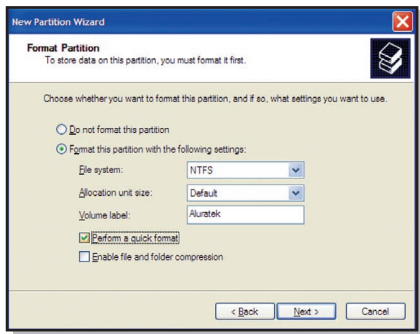 New Partition Wizard
Format Partition
To store data on this partition, you must format it first.
Choose whether you want to format this partition, and if so, what settings you want to use.
Do not format this partition
Format this partition with the following settings:
File system: NTFS
Allocation unit size: Default
Volume label: Aluratek
Perform a quick format
Enable file and folder compression
< Back Next > Cancel